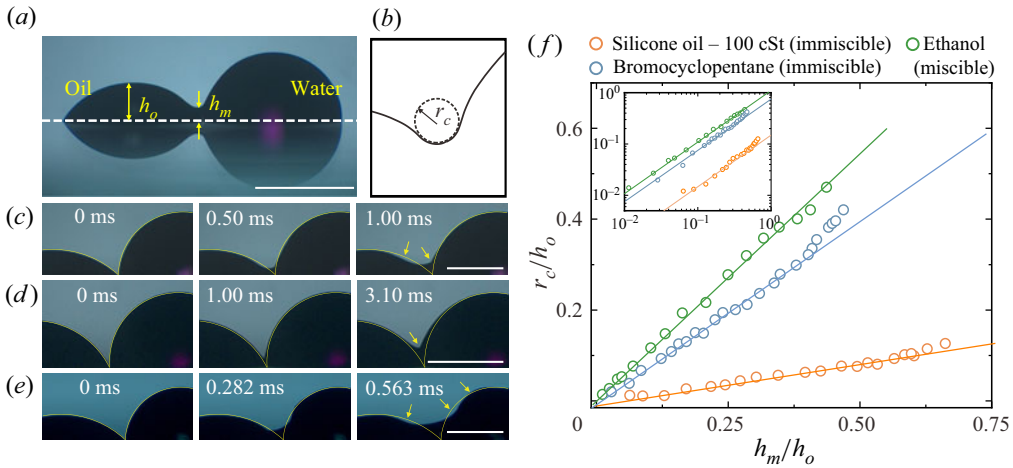 (a)
Oil
Water
h_o
h_m
(b)
r_c
(c)
0 ms
0.50 ms
1.00 ms
(d)
0 ms
1.00 ms
3.10 ms
(e)
0 ms
0.282 ms
0.563 ms
(f)
Silicone oil – 100 cSt (immiscible)
Ethanol
Bromocyclopentane (immiscible)
(miscible)
10^0
10^-1
10^-2
10^-2
10^-1
10^0
0.6
0.4
0.2
0
0.25
0.50
0.75
r_c/h_o
h_m/h_o